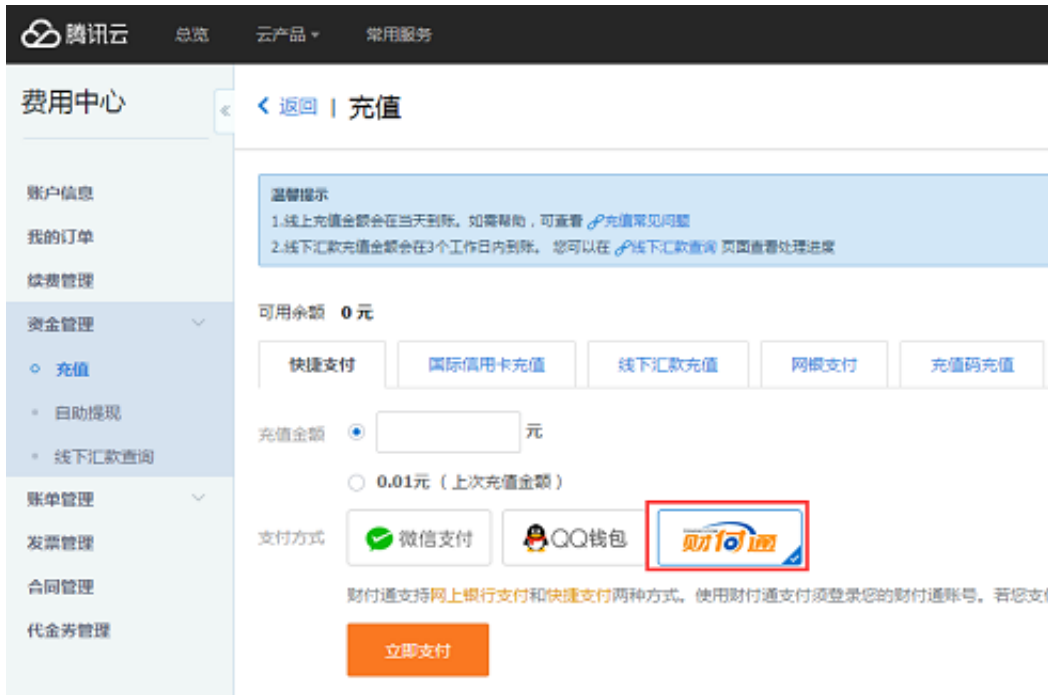 腾讯云 总览 云产品 常用服务
费用中心
返回 | 充值
账户信息
我的订单
续费管理
资金管理
充值
自助提现
线下汇款查询
账单管理
发票管理
合同管理
代金券管理
温馨提示
1.线上充值金额会在当天到账。如需帮助，可查看 充值常见问题
2.线下汇款充值金额会在3个工作日内到账。 您可以在 线下汇款查询 页面查看处理进度
可用余额 0 元
快捷支付 国际信用卡充值 线下汇款充值 网银支付 充值码充值
充值金额 元
0.01元（上次充值金额）
支付方式 微信支付 QQ钱包 财付通
财付通支持网上银行支付和快捷支付两种方式。使用财付通支付须登录您的财付通账号。若您支
立即支付